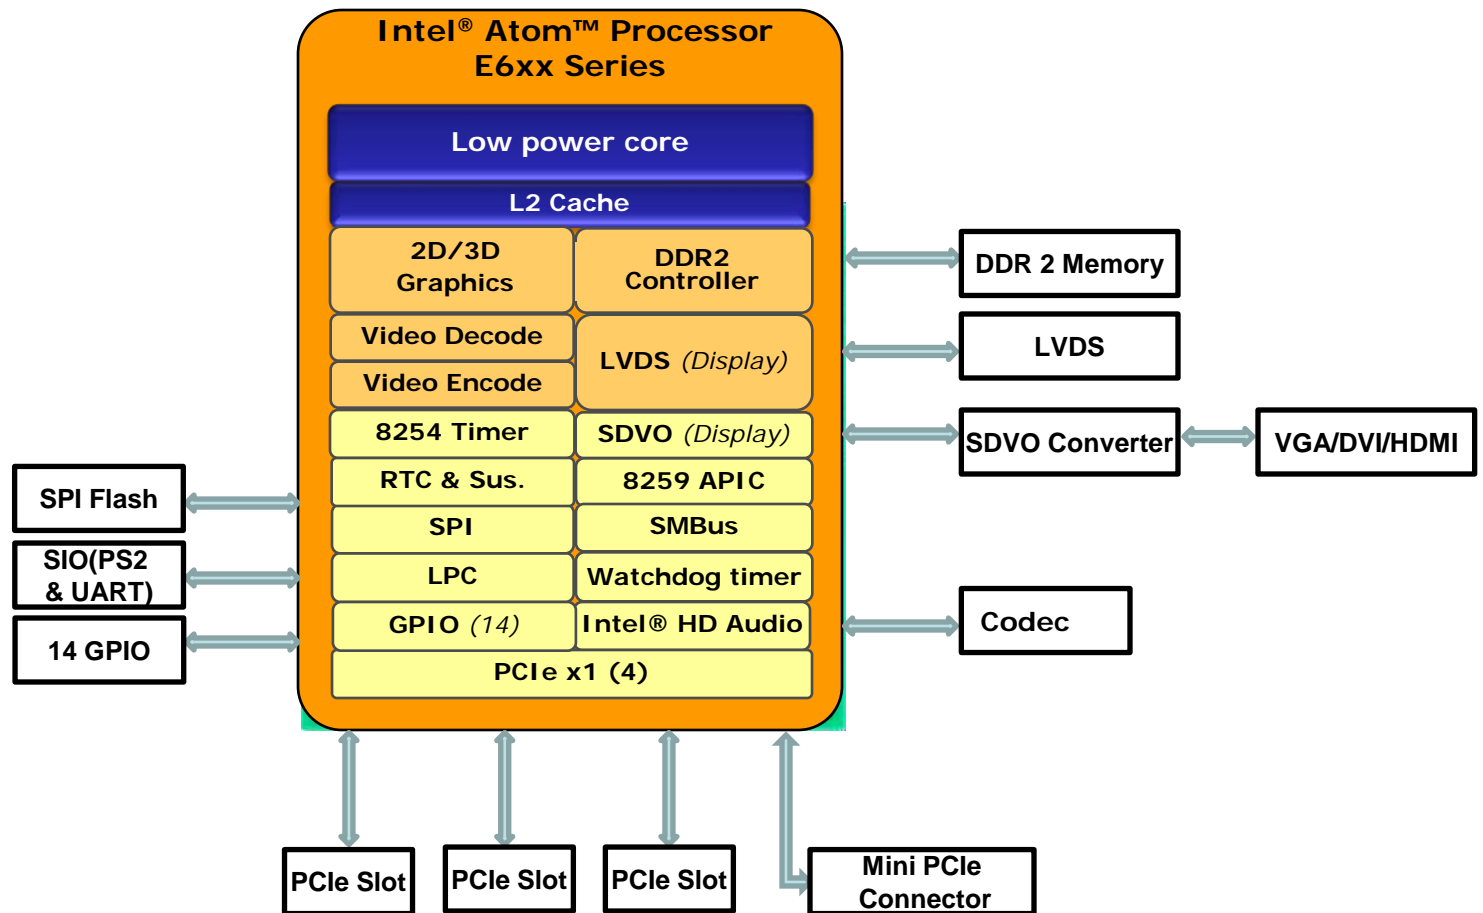 Intel® Atom™ Processor
E6xx Series
Low power core
L2 Cache
2D/3D
Graphics
DDR2
Controller
Video Decode
LVDS (Display)
Video Encode
8254 Timer
SDVO (Display)
RTC & Sus.
8259 APIC
SPI
SMBus
LPC
Watchdog timer
GPIO (14)
Intel® HD Audio
PCIe x1 (4)
DDR 2 Memory
LVDS
SDVO Converter
VGA/DVI/HDMI
Codec
SPI Flash
SIO(PS2
& UART)
14 GPIO
PCIe Slot
PCIe Slot
PCIe Slot
Mini PCIe
Connector